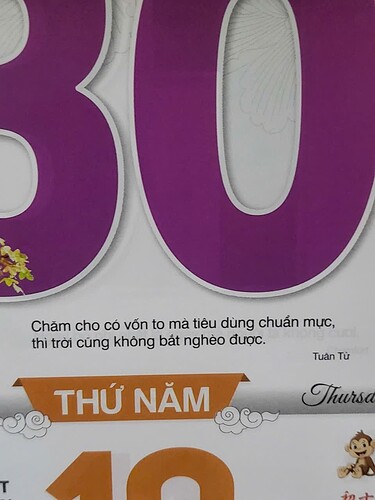 30
Chăm cho có vốn to mà tiêu dùng chuẩn mực,
thì trời cũng không bắt nghèo được.
Tuân Tử
THỨ NĂM